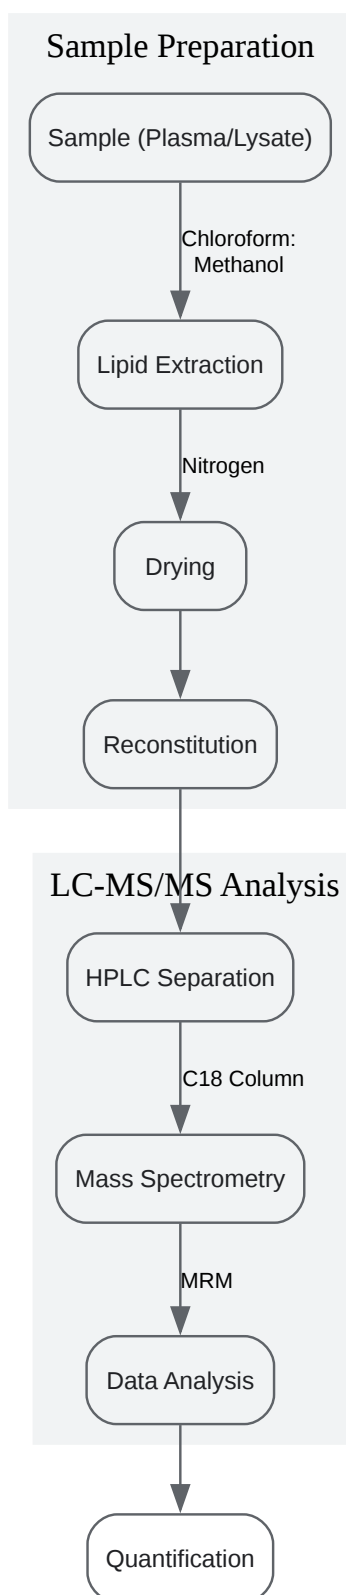 Sample Preparation
Sample (Plasma/Lysate)
Chloroform:
Methanol
Lipid Extraction
Nitrogen
Drying
Reconstitution
LC-MS/MS Analysis
HPLC Separation
C18 Column
Mass Spectrometry
MRM
Data Analysis
Quantification